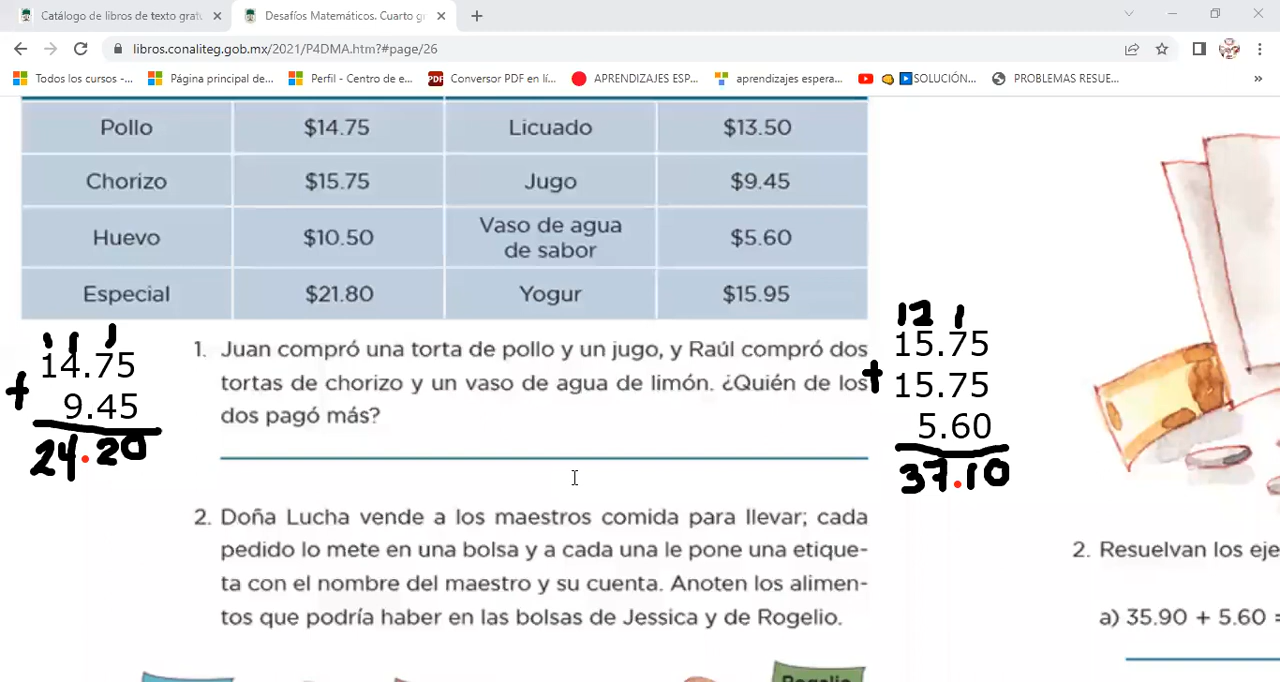 Catálogo de libros de texto gratu
Desafíos Matemáticos. Cuarto gr
libros.conaliteg.gob.mx/2021/P4DMA.htm?#page/26
Todos los cursos -...
Página principal de...
Perfil - Centro de e...
PDF
Conversor PDF en lí...
APRENDIZAJES ESP...
aprendizajes espera...
SOLUCIÓN...
PROBLEMAS RESUE...
»
Pollo $14.75 Licuado $13.50
Chorizo $15.75 Jugo $9.45
Huevo $10.50 Vaso de agua de sabor $5.60
Especial $21.80 Yogur $15.95
1 1 1
14.75
+ 9.45
24.20
1. Juan compró una torta de pollo y un jugo, y Raúl compró dos
tortas de chorizo y un vaso de agua de limón. ¿Quién de los
dos pagó más?
12 1
15.75
+ 15.75
5.60
37.10
2. Doña Lucha vende a los maestros comida para llevar; cada
pedido lo mete en una bolsa y a cada una le pone una etique-
ta con el nombre del maestro y su cuenta. Anoten los alimen-
tos que podría haber en las bolsas de Jessica y de Rogelio.
Rogelio
2. Resuelvan los eje
a) 35.90 + 5.60 =